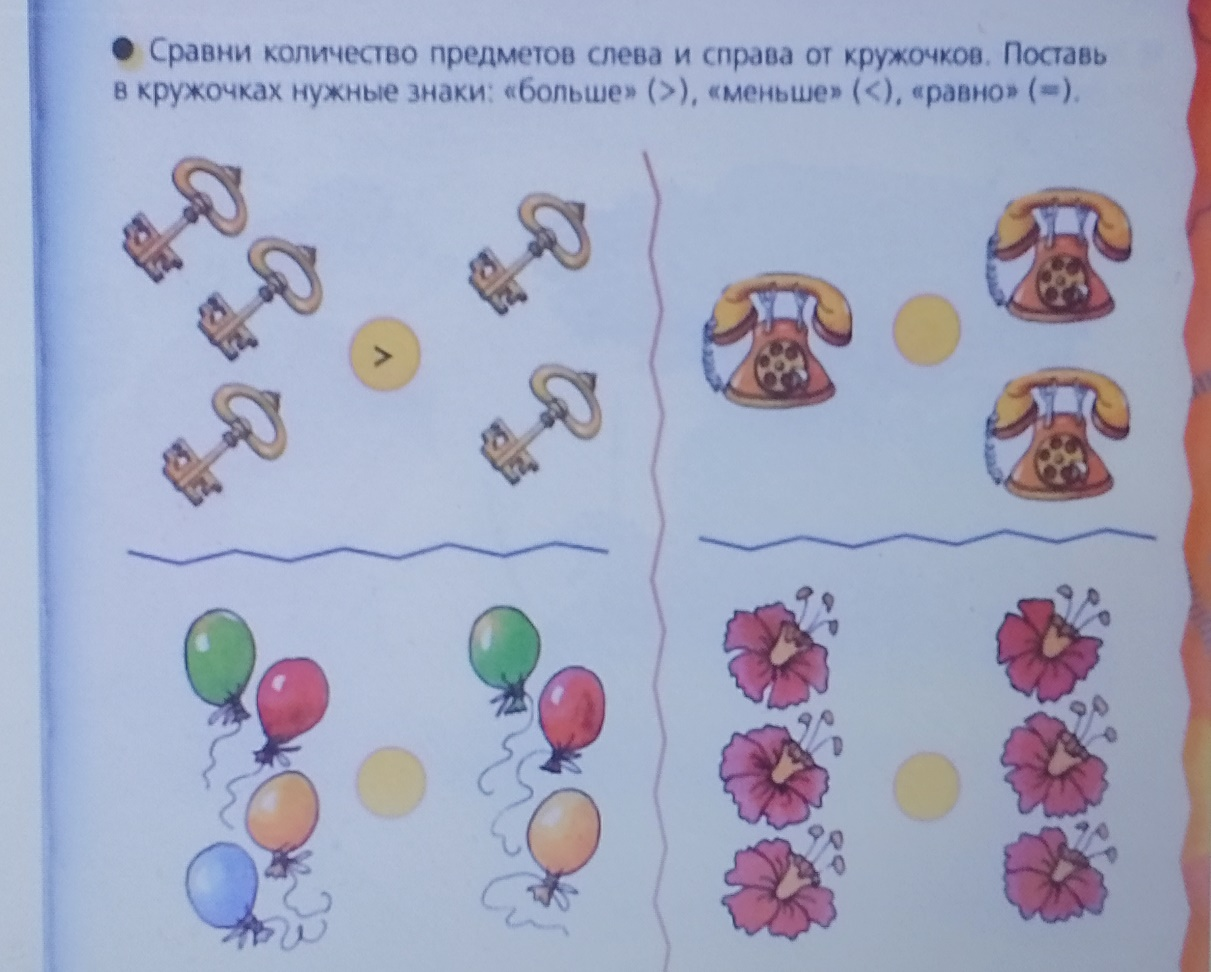 Сравни количество предметов слева и справа от кружочков. Поставь
в кружочках нужные знаки: «больше» (>), «меньше» (<), «равно» (=).
>